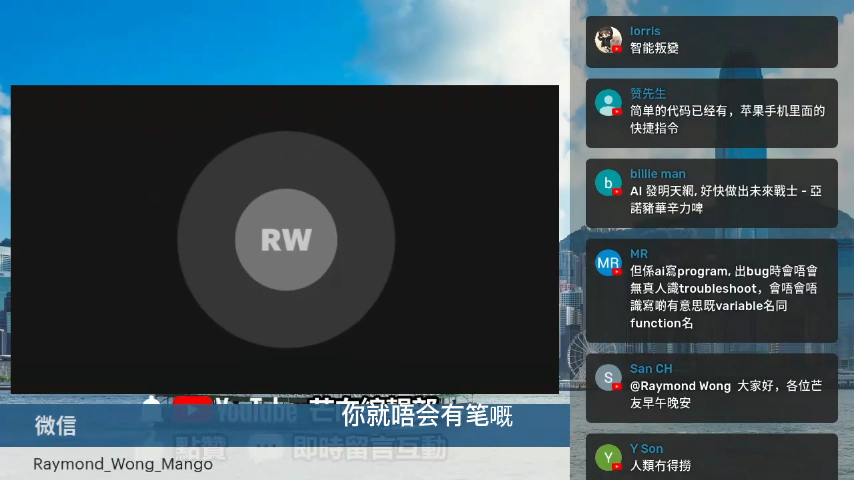 RW
YouTube
你就唔会有笔嘅
點贊
即時留言互動
微信
Raymond_Wong_Mango
lorris
智能叛變
赞先生
简单的代码已经有，苹果手机里面的
快捷指令
billie man
AI 發明天網, 好快做出未來戰士 - 亞
諾豬華辛力啤
MR
但係ai寫program, 出bug時會唔會
無真人識troubleshoot，會唔會唔
識寫啲有意思既variable名同
function名
San CH
@Raymond Wong 大家好，各位芒
友早午晚安
Y Son
人類冇得撈